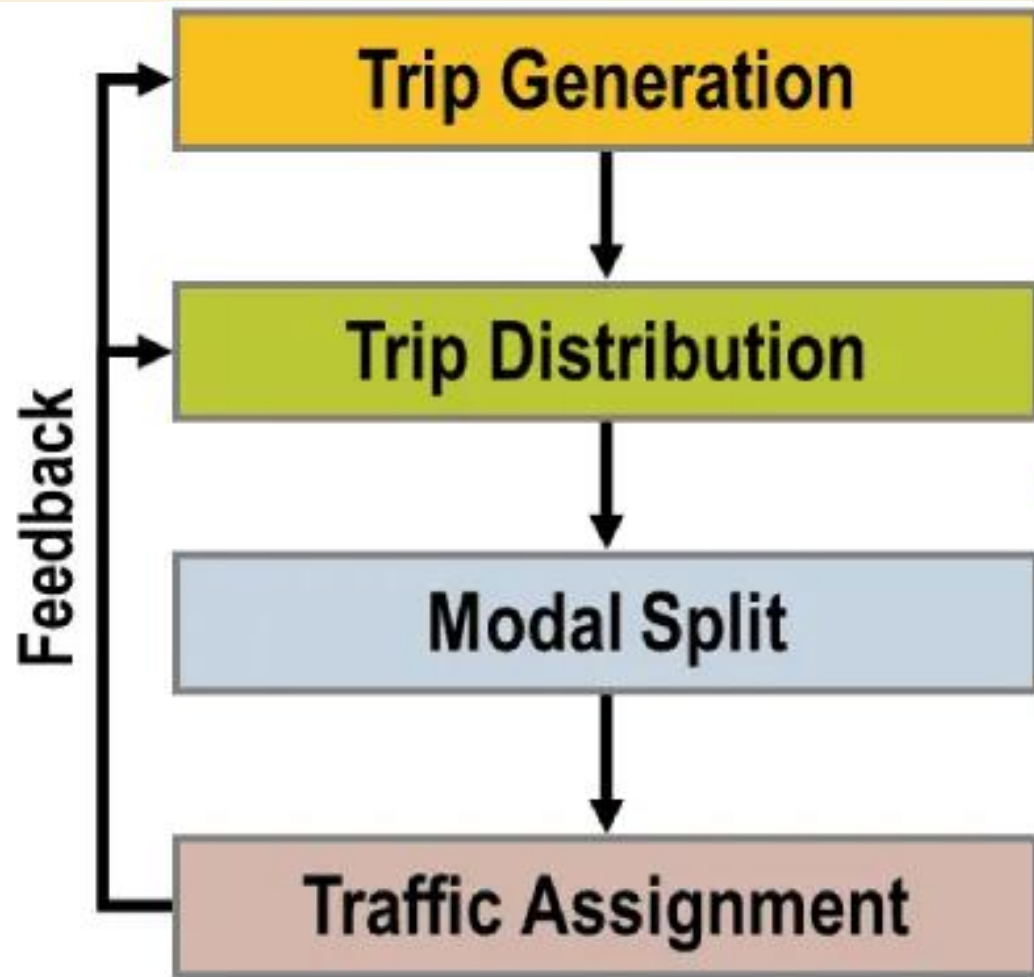 Trip Generation
Trip Distribution
Feedback
Modal Split
Traffic Assignment